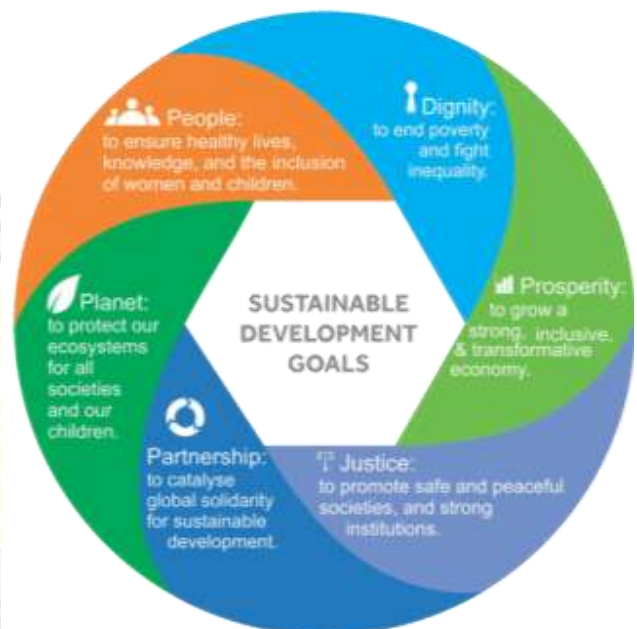 People:
to ensure healthy lives,
knowledge, and the inclusion
of women and children.
Dignity:
to end poverty
and fight
inequality.
Prosperity:
to grow a
strong, inclusive,
& transformative
economy.
Justice:
to promote safe and peaceful
societies, and strong
institutions.
Partnership:
to catalyse
global solidarity
for sustainable
development.
Planet:
to protect our
ecosystems
for all
societies
and our
children.
SUSTAINABLE
DEVELOPMENT
GOALS